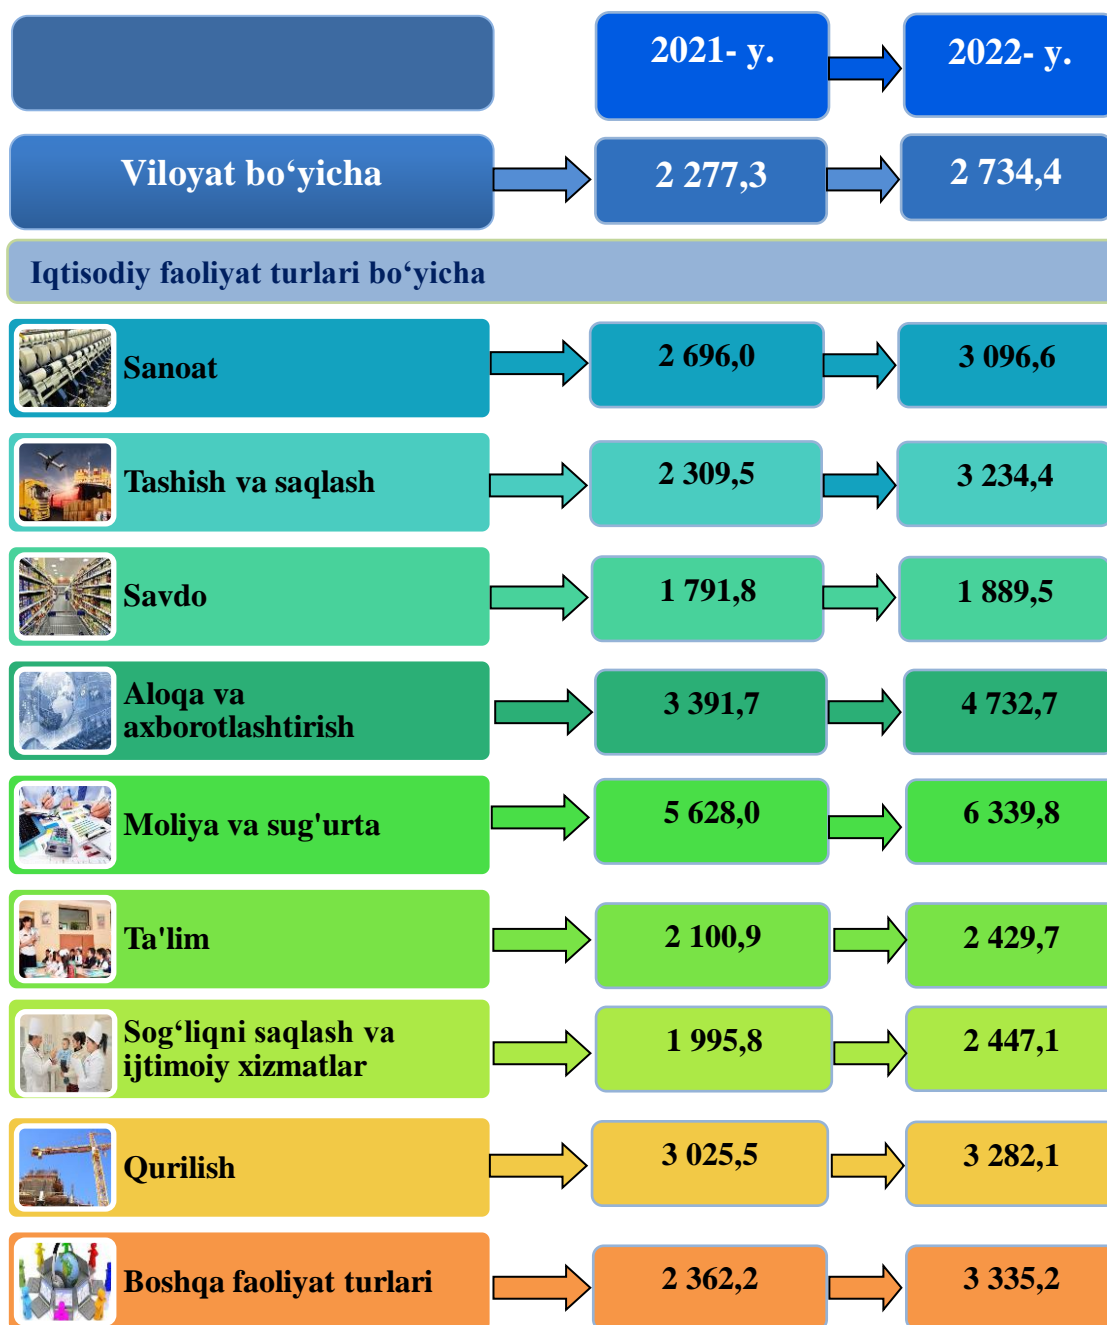 2021- y.
2022- y.
Viloyat bo‘yicha
2 277,3
2 734,4
Iqtisodiy faoliyat turlari bo‘yicha
Sanoat
2 696,0
3 096,6
Tashish va saqlash
2 309,5
3 234,4
Savdo
1 791,8
1 889,5
Aloqa va
axborotlashtirish
3 391,7
4 732,7
Moliya va sug'urta
5 628,0
6 339,8
Ta'lim
2 100,9
2 429,7
Sog‘liqni saqlash va
ijtimoiy xizmatlar
1 995,8
2 447,1
Qurilish
3 025,5
3 282,1
Boshqa faoliyat turlari
2 362,2
3 335,2